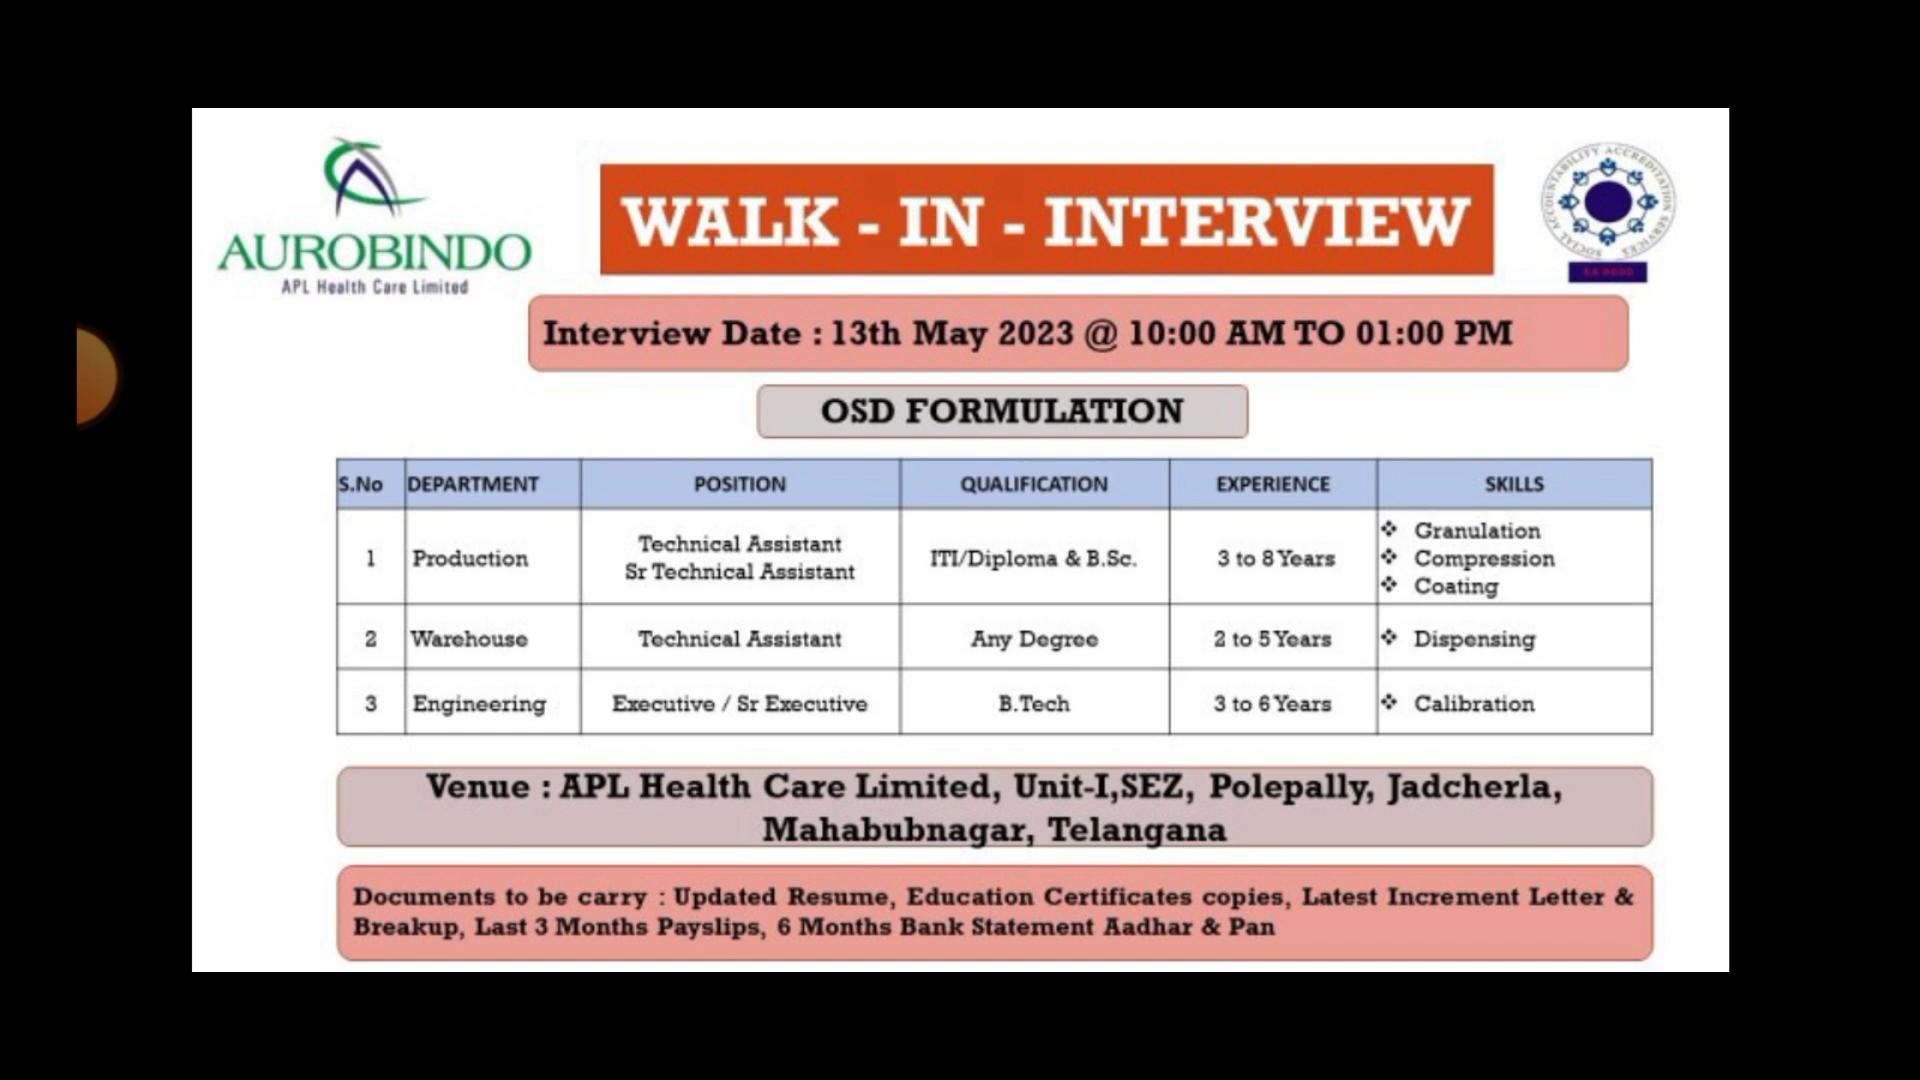 AUROBINDO
APL Health Care Limited
WALK - IN - INTERVIEW
SOCIAL ACCOUNTABILITY ACCREDITATION SERVICES
Interview Date : 13th May 2023 @ 10:00 AM TO 01:00 PM
OSD FORMULATION
S.No DEPARTMENT POSITION QUALIFICATION EXPERIENCE SKILLS
1 Production Technical Assistant Sr Technical Assistant ITI/Diploma & B.Sc. 3 to 8 Years ❖ Granulation ❖ Compression ❖ Coating
2 Warehouse Technical Assistant Any Degree 2 to 5 Years ❖ Dispensing
3 Engineering Executive / Sr Executive B.Tech 3 to 6 Years ❖ Calibration
Venue : APL Health Care Limited, Unit-I,SEZ, Polepally, Jadcherla,
Mahabubnagar, Telangana
Documents to be carry : Updated Resume, Education Certificates copies, Latest Increment Letter &
Breakup, Last 3 Months Payslips, 6 Months Bank Statement Aadhar & Pan